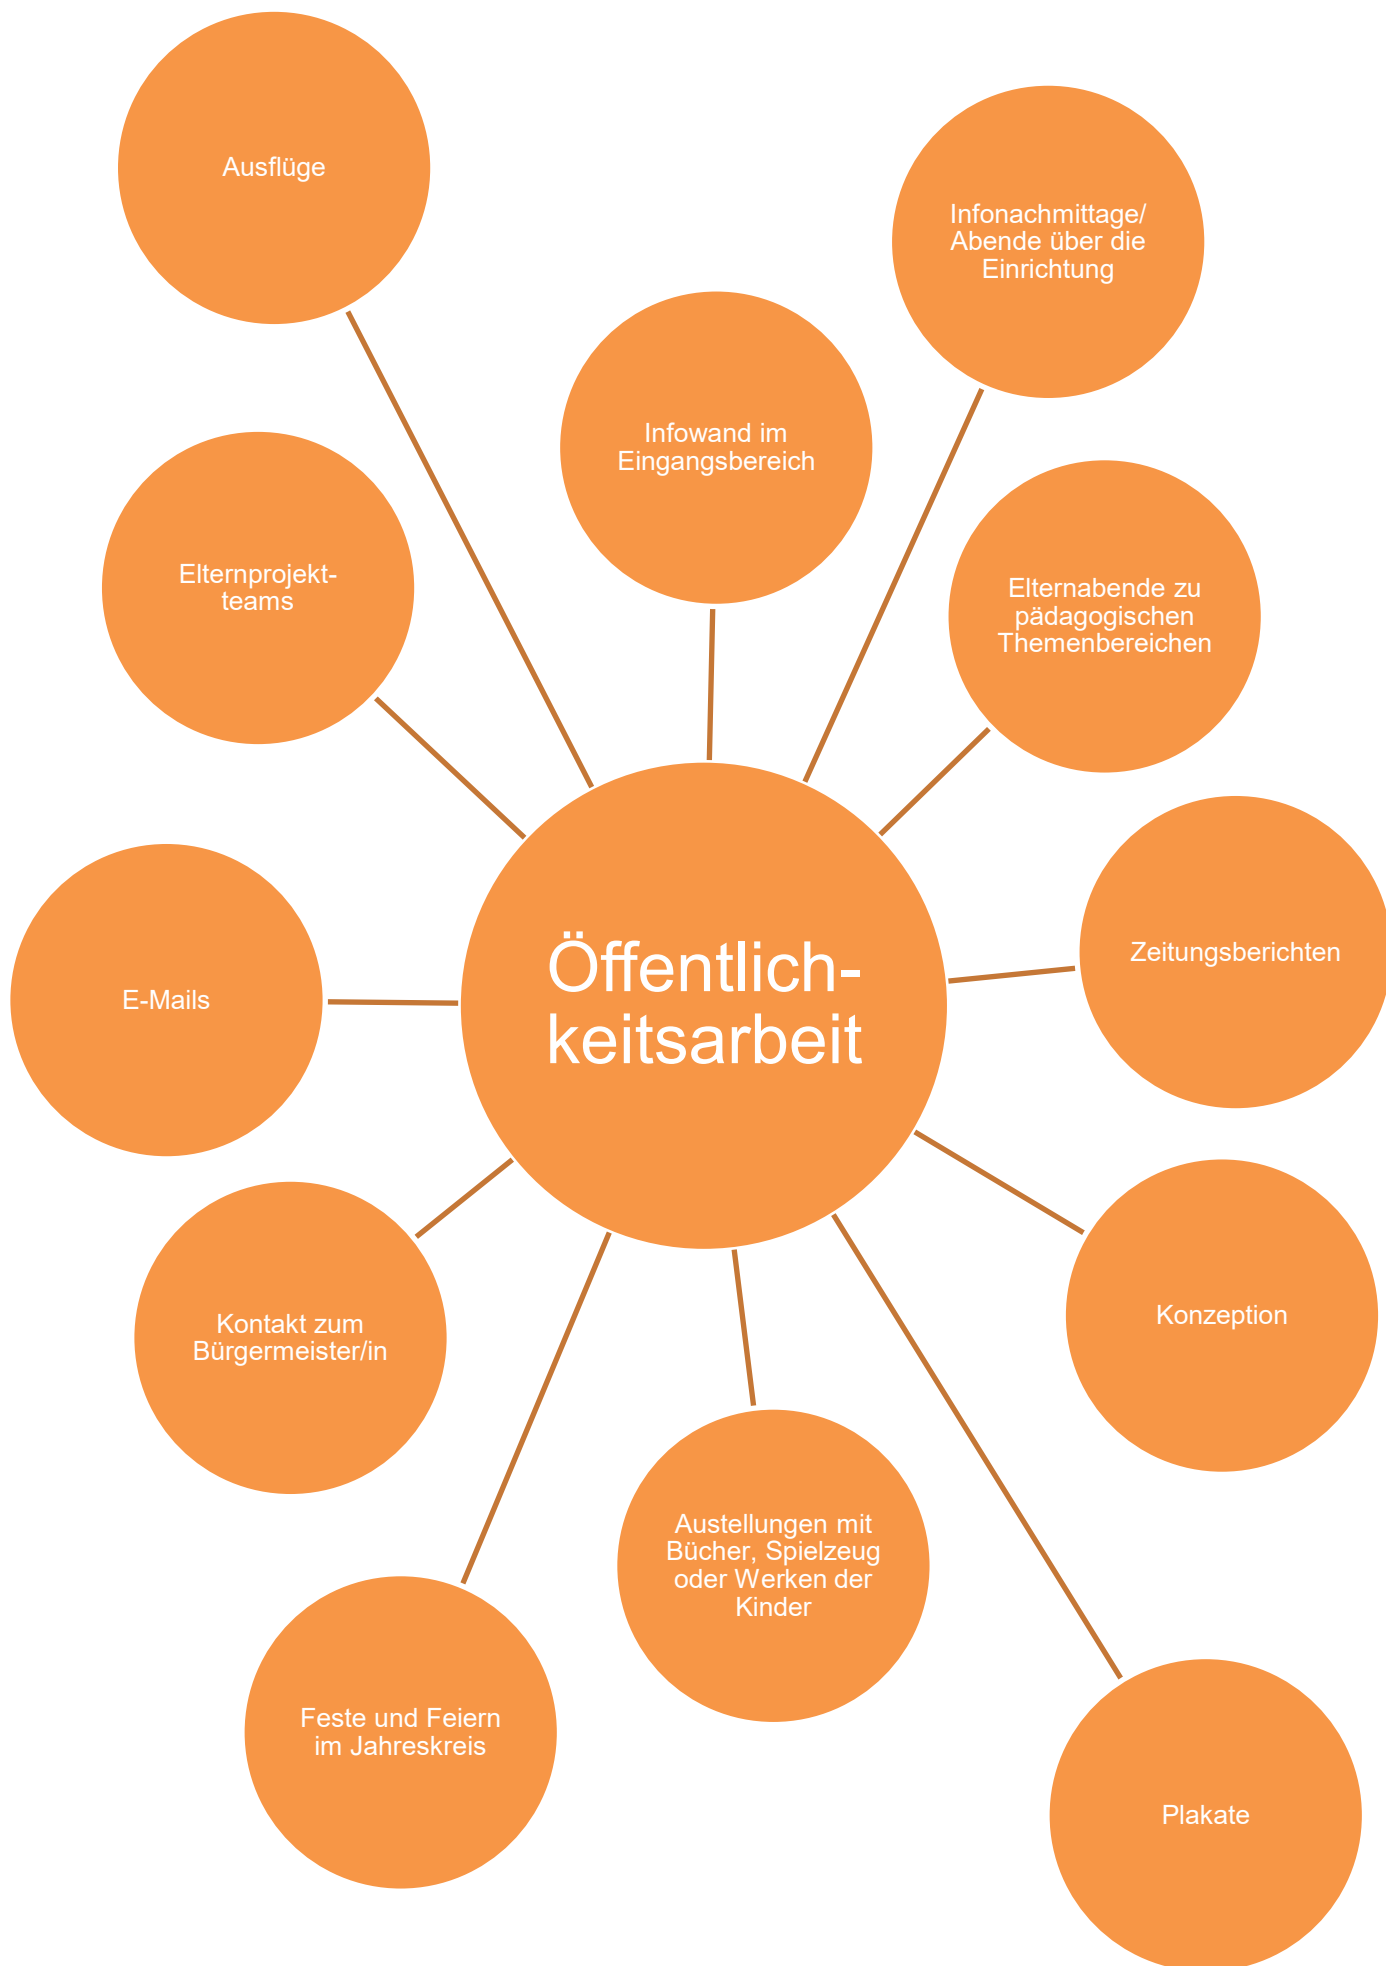 Ausflüge
Infonachmittage/
Abende über die
Einrichtung
Infowand im
Eingangsbereich
Elternprojekt-
teams
Elternabende zu
pädagogischen
Themenbereichen
Zeitungsberichten
Öffentlich-
keitsarbeit
E-Mails
Konzeption
Kontakt zum
Bürgermeister/in
Austellungen mit
Bücher, Spielzeug
oder Werken der
Kinder
Feste und Feiern
im Jahreskreis
Plakate